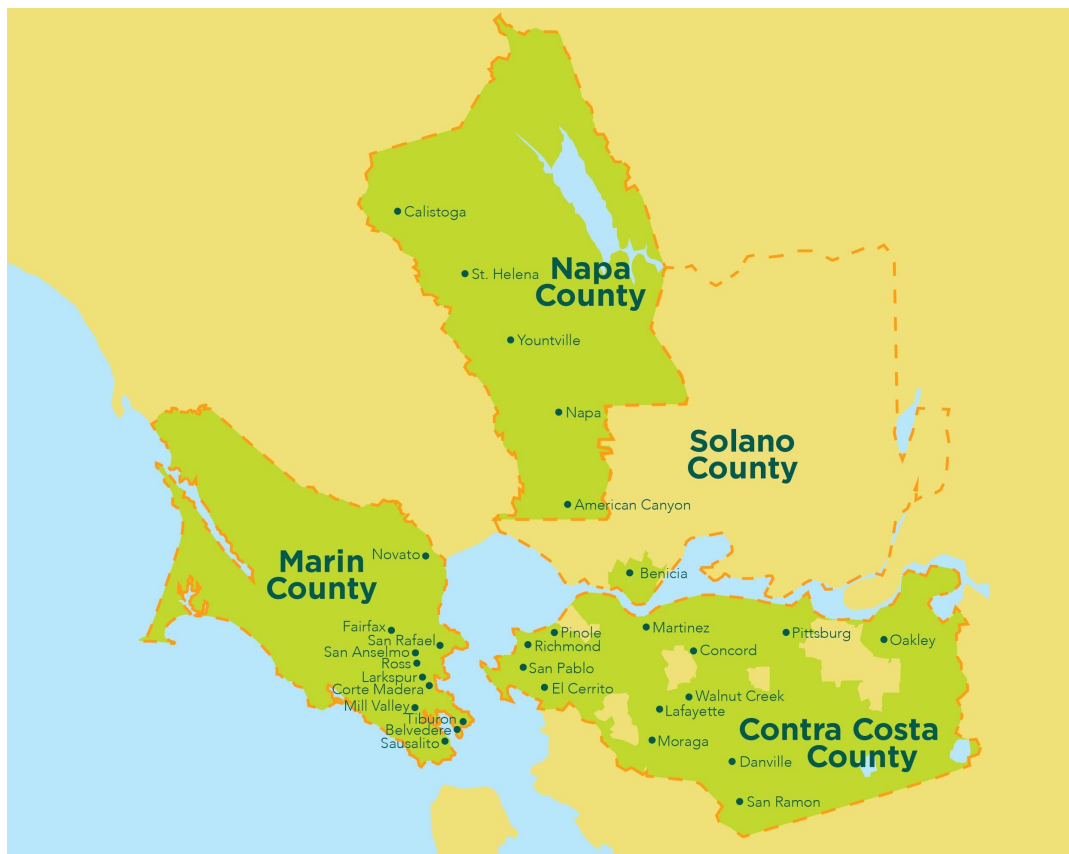 Calistoga
St. Helena
Napa
County
Yountville
Napa
American Canyon
Solano
County
Marin
County
Novato
Benicia
Fairfax
San Rafael
San Anselmo
Ross
Larkspur
Corte Madera
Mill Valley
Tiburon
Belvedere
Sausalito
Pinole
Richmond
San Pablo
El Cerrito
Martinez
Concord
Pittsburg
Oakley
Walnut Creek
Lafayette
Moraga
Contra Costa
County
Danville
San Ramon